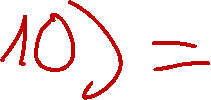 10) =